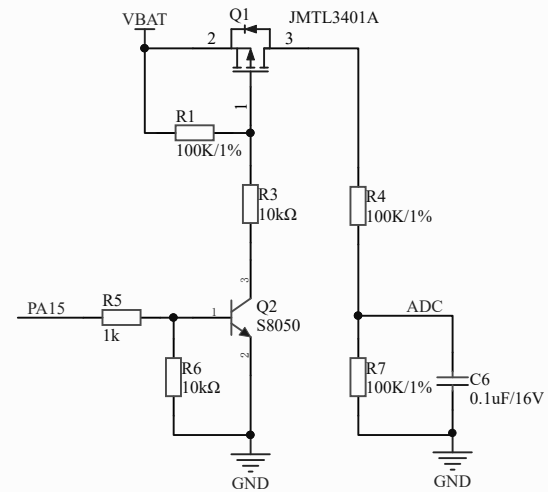 Q1 JMTL3401A
VBAT
2 3
1
R1
100K/1%
R3
10kΩ
R4
100K/1%
3
PA15 R5 1 Q2 ADC
1k S8050
2
R6
10kΩ
R7
100K/1%
C6
0.1uF/16V
GND
GND